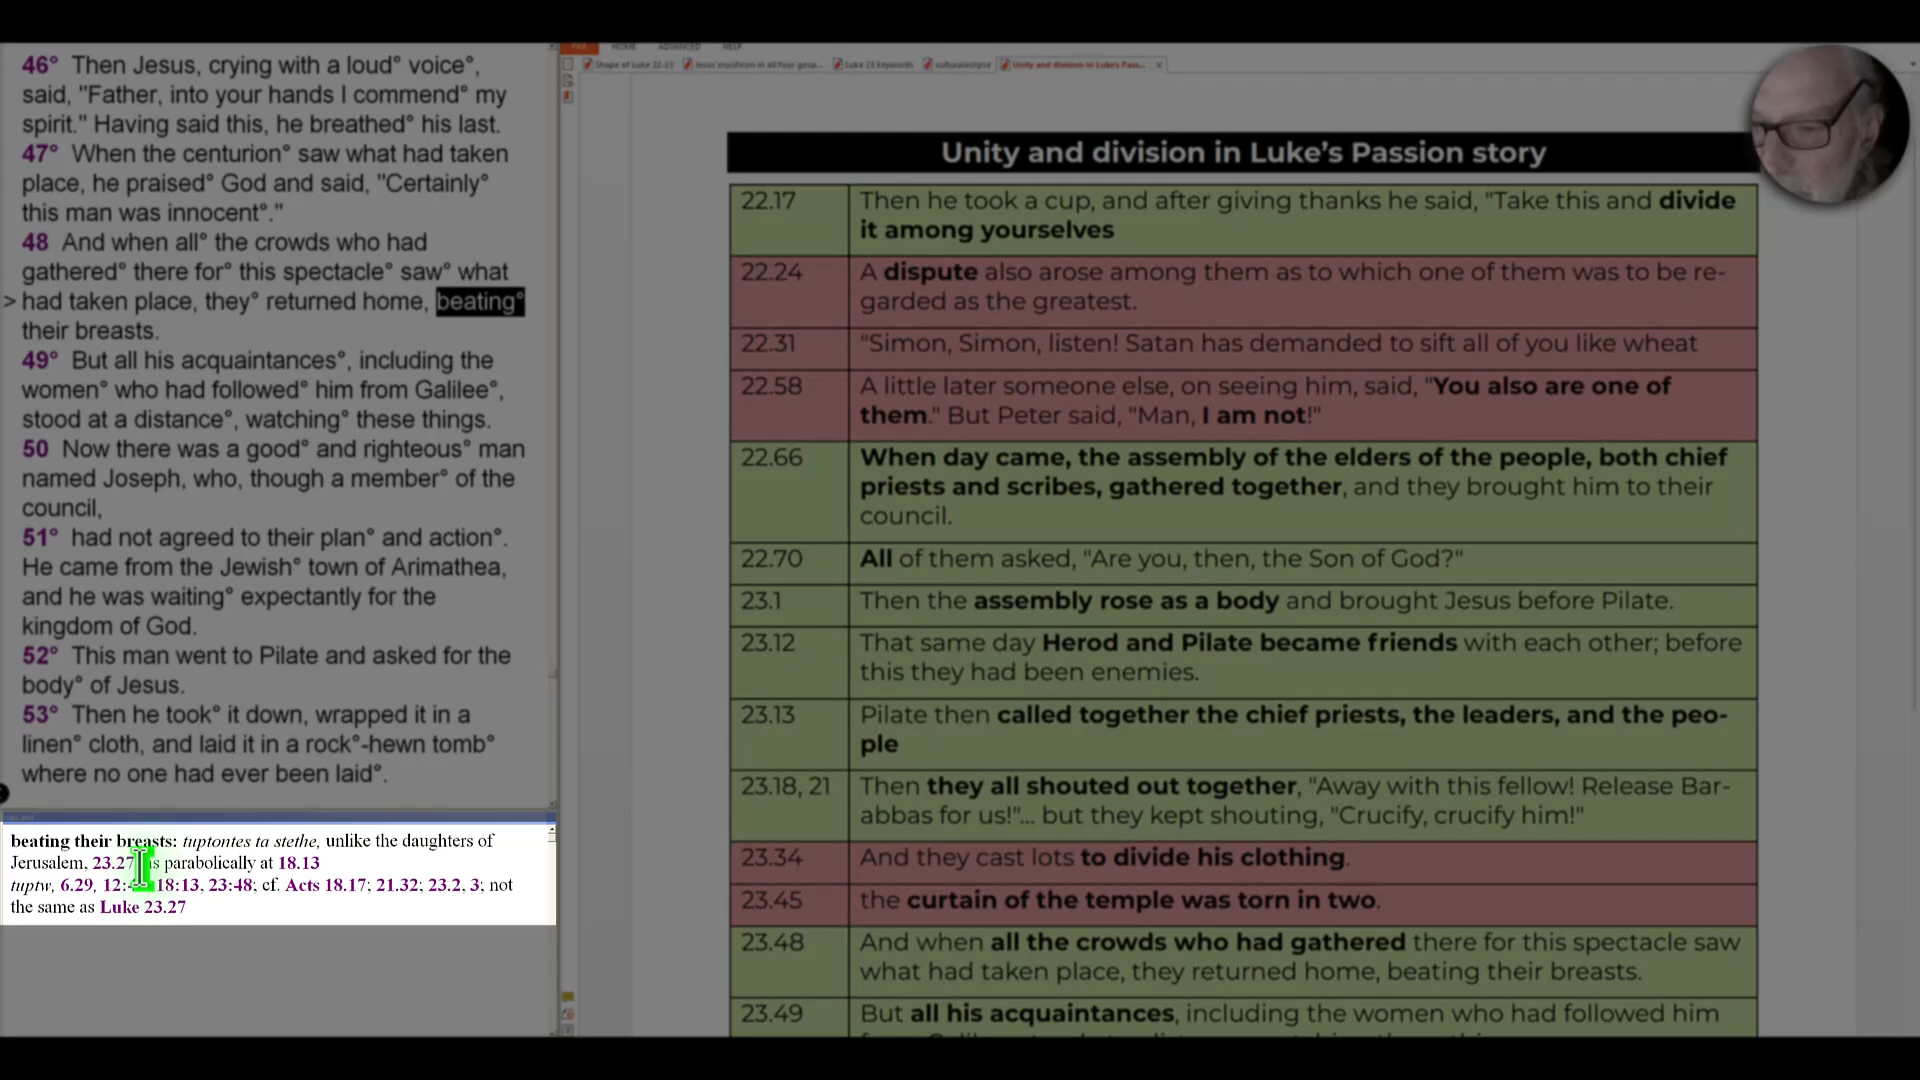 46° Then Jesus, crying with a loud° voice°,
said, "Father, into your hands I commend° my
spirit." Having said this, he breathed° his last.
47° When the centurion° saw what had taken
place, he praised° God and said, "Certainly°
this man was innocent°."
48 And when all° the crowds who had
gathered° there for° this spectacle° saw° what
> had taken place, they° returned home, beating°
their breasts.
49° But all his acquaintances°, including the
women° who had followed° him from Galilee°,
stood at a distance°, watching° these things.
50 Now there was a good° and righteous° man
named Joseph, who, though a member° of the
council,
51° had not agreed to their plan° and action°.
He came from the Jewish° town of Arimathea,
and he was waiting° expectantly for the
kingdom of God.
52° This man went to Pilate and asked for the
body° of Jesus.
53° Then he took° it down, wrapped it in a
linen° cloth, and laid it in a rock°-hewn tomb°
where no one had ever been laid°.
beating their breasts: tuptontes ta stethe, unlike the daughters of
Jerusalem, 23.27 parabolically at 18.13
tuptw, 6.29, 18:13, 23:48; cf. Acts 18.17; 21.32; 23.2, 3; not
the same as Luke 23.27
FILE HOME ADVANCED HELP
Shape of Luke 22-23 Jesus' crucifixion in all four gosp... Luke 23 keywords Unity and division in Luke's Pass...
Unity and division in Luke's Passion story
22.17 Then he took a cup, and after giving thanks he said, "Take this and divide
it among yourselves
22.24 A dispute also arose among them as to which one of them was to be re-
garded as the greatest.
22.31 "Simon, Simon, listen! Satan has demanded to sift all of you like wheat
22.58 A little later someone else, on seeing him, said, "You also are one of
them." But Peter said, "Man, I am not!"
22.66 When day came, the assembly of the elders of the people, both chief
priests and scribes, gathered together, and they brought him to their
council.
22.70 All of them asked, "Are you, then, the Son of God?"
23.1 Then the assembly rose as a body and brought Jesus before Pilate.
23.12 That same day Herod and Pilate became friends with each other; before
this they had been enemies.
23.13 Pilate then called together the chief priests, the leaders, and the peo-
ple
23.18, 21 Then they all shouted out together, "Away with this fellow! Release Bar-
abbas for us!"... but they kept shouting, "Crucify, crucify him!"
23.34 And they cast lots to divide his clothing.
23.45 the curtain of the temple was torn in two.
23.48 And when all the crowds who had gathered there for this spectacle saw
what had taken place, they returned home, beating their breasts.
23.49 But all his acquaintances, including the women who had followed him